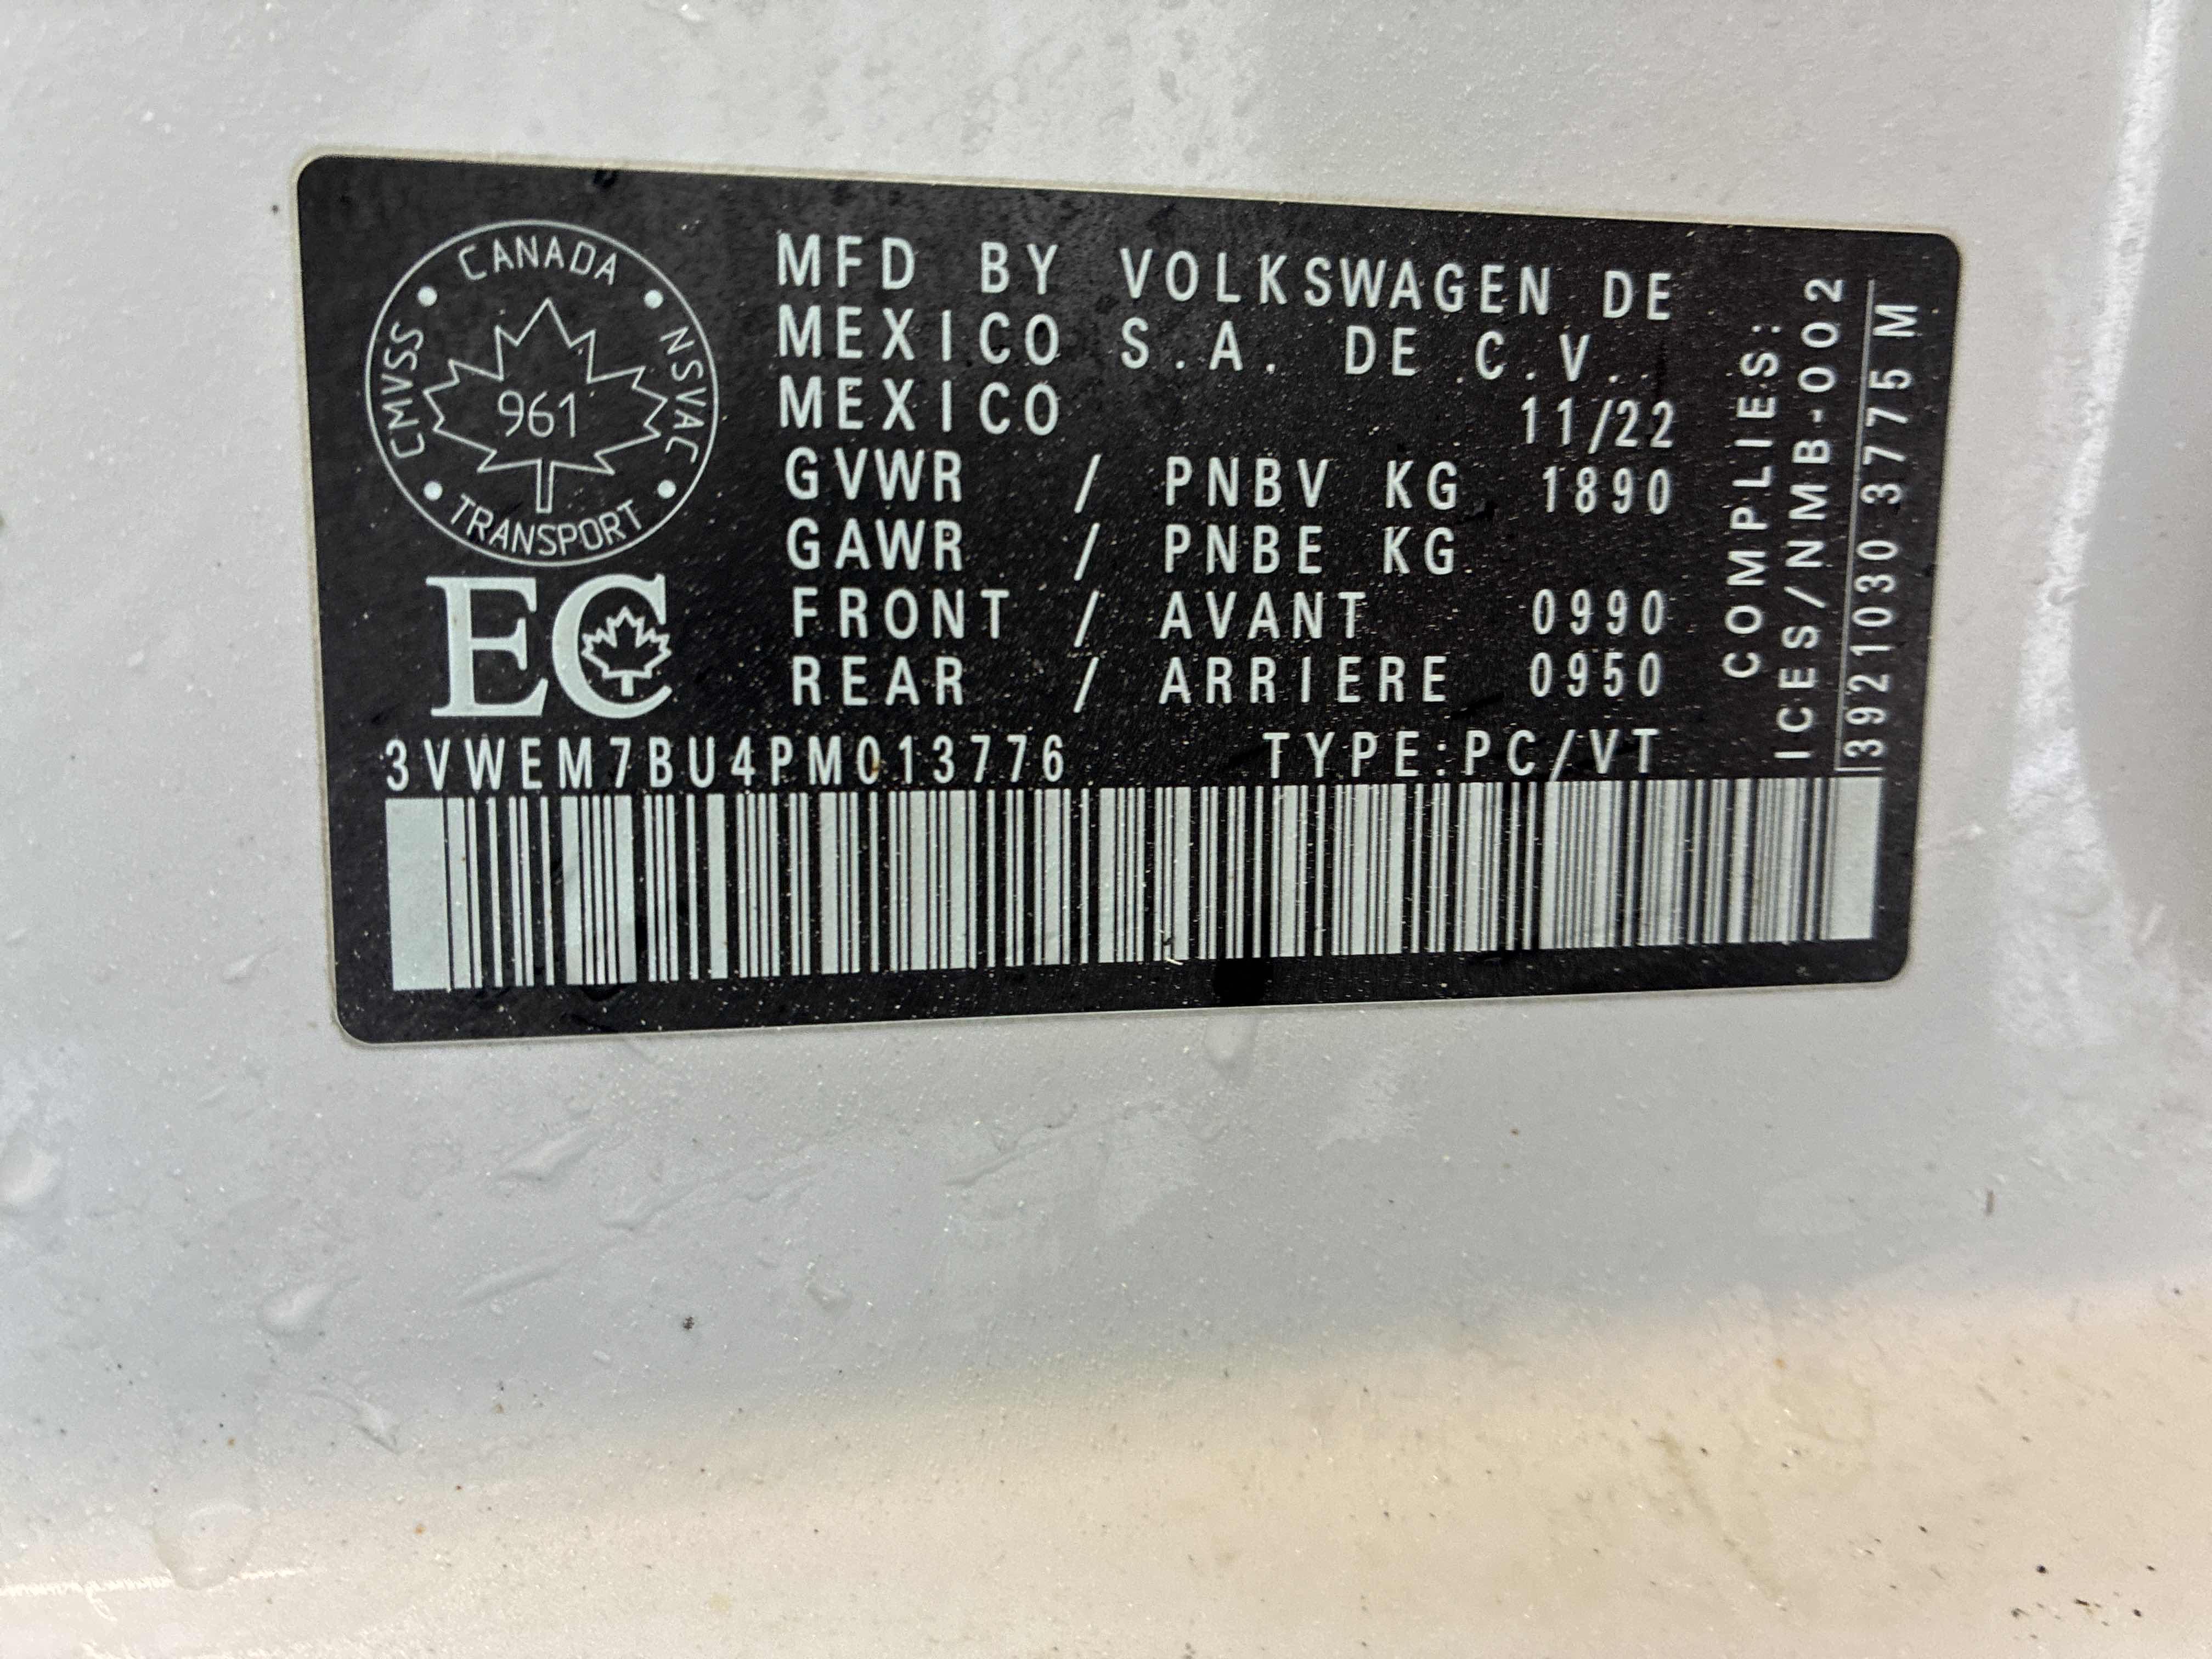 CANADA
CMVSS
NSVAC
961
TRANSPORT
EC
MFD BY VOLKSWAGEN DE
MEXICO S.A. DE C.V.
MEXICO 11/22
GVWR / PNBV KG 1890
GAWR / PNBE KG
FRONT / AVANT 0990
REAR / ARRIERE 0950
3VWEM7BU4PM013776 TYPE:PC/VT
COMPLIES:
ICES/NMB-002
3921030 3775 M